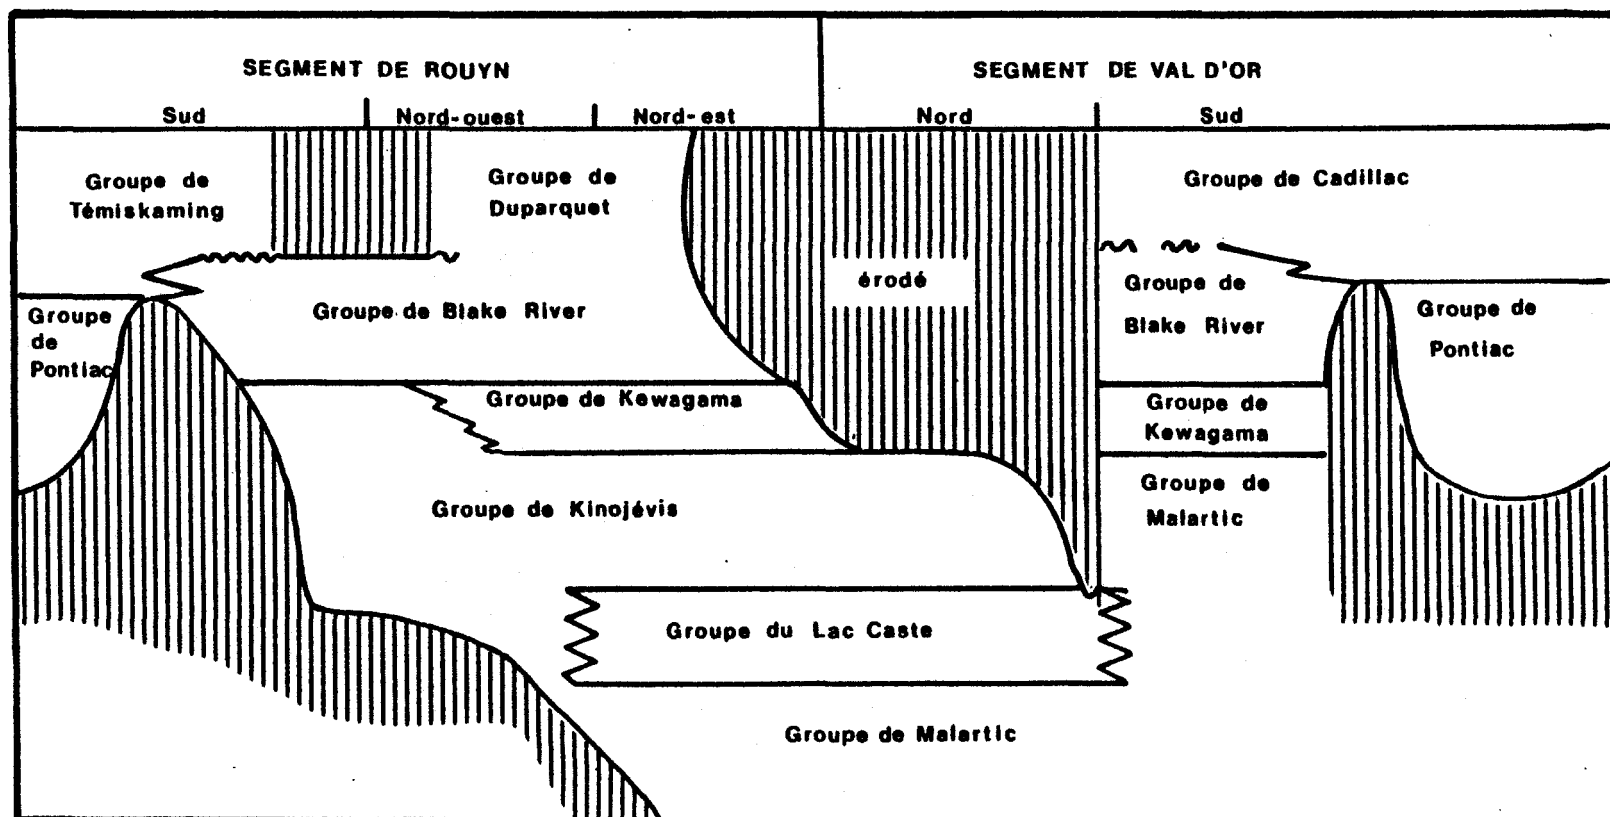 SEGMENT DE ROUYN
SEGMENT DE VAL D'OR
Sud
Nord-ouest
Nord-est
Nord
Sud
Groupe de
Témiskaming
Groupe de
Duparquet
Groupe de Cadillac
érodé
Groupe de
Blake River
Groupe de Blake River
Groupe
de
Pontiac
Groupe de
Pontiac
Groupe de Kewagama
Groupe de
Kewagama
Groupe de Kinojévis
Groupe de
Malartic
Groupe du Lac Caste
Groupe de Malartic